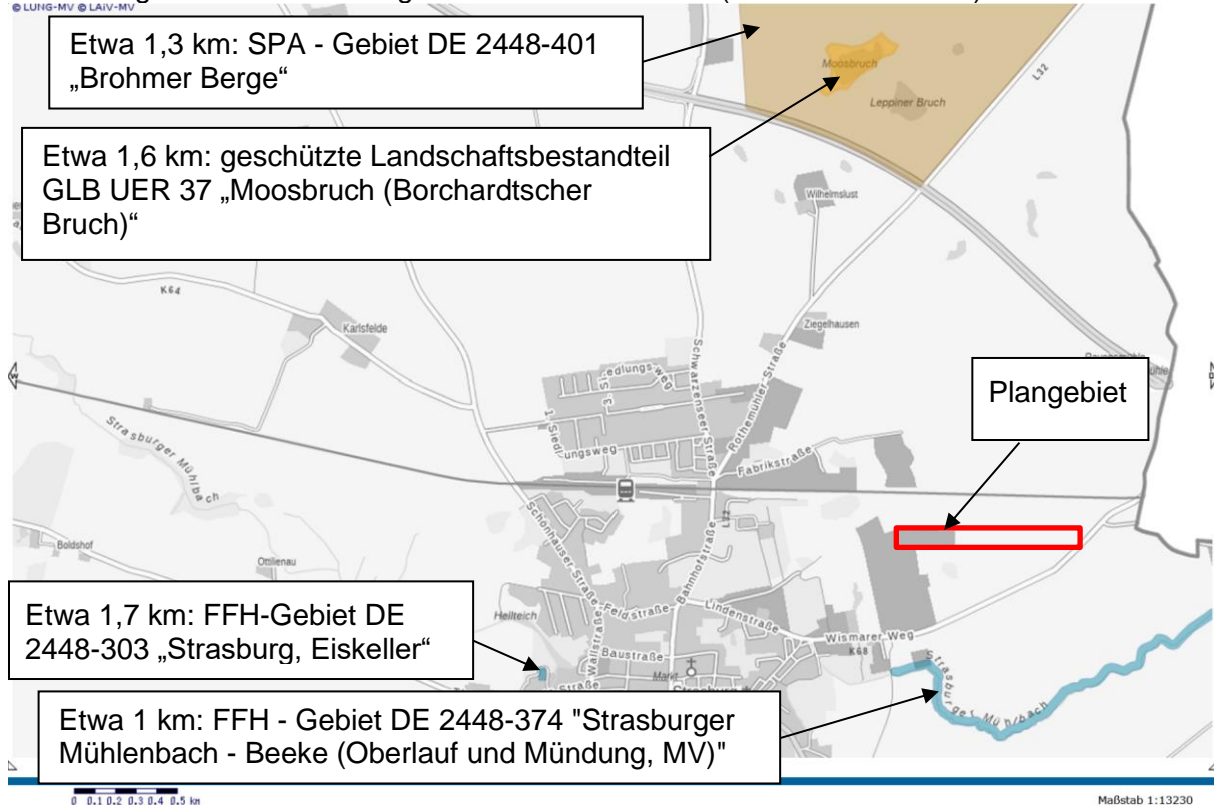 © LUNG-MV © LAiV-MV
Etwa 1,3 km: SPA - Gebiet DE 2448-401
„Brohmer Berge“
Moosbruch
Leppiner Bruch
L32
Etwa 1,6 km: geschützte Landschaftsbestandteil
GLB UER 37 „Moosbruch (Borchardtscher
Bruch)“
Wilhelmslust
K64
Karlsfelde
Ziegelhausen
Plangebiet
Schwarzenseer-Straße
Rothemühler-Straße
3. Siedlungsweg
1. Siedlungsweg
Fabrikstraße
Strasburger Mühlbach
Boldshof
Ottilienau
Schönhauser-Straße
Bahnhofstraße
Feldstraße
Lindenstraße
Hellteich
Wallstraße
Baustraße
Markt
Wismarer Weg
K68
Strasburger Mühlbach
Etwa 1,7 km: FFH-Gebiet DE
2448-303 „Strasburg, Eiskeller“
Etwa 1 km: FFH - Gebiet DE 2448-374 "Strasburger
Mühlenbach - Beeke (Oberlauf und Mündung, MV)"
0 0.1 0.2 0.3 0.4 0.5 km
Maßstab 1:13230